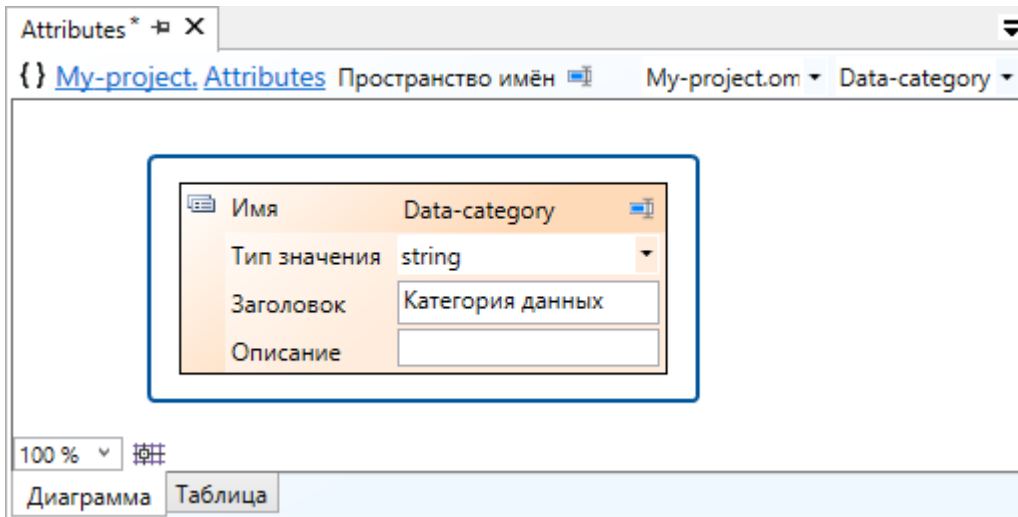 Attributes*
{} My-project. Attributes Пространство имён My-project.om Data-category
Имя Data-category
Тип значения string
Заголовок Категория данных
Описание
100 %
Диаграмма Таблица